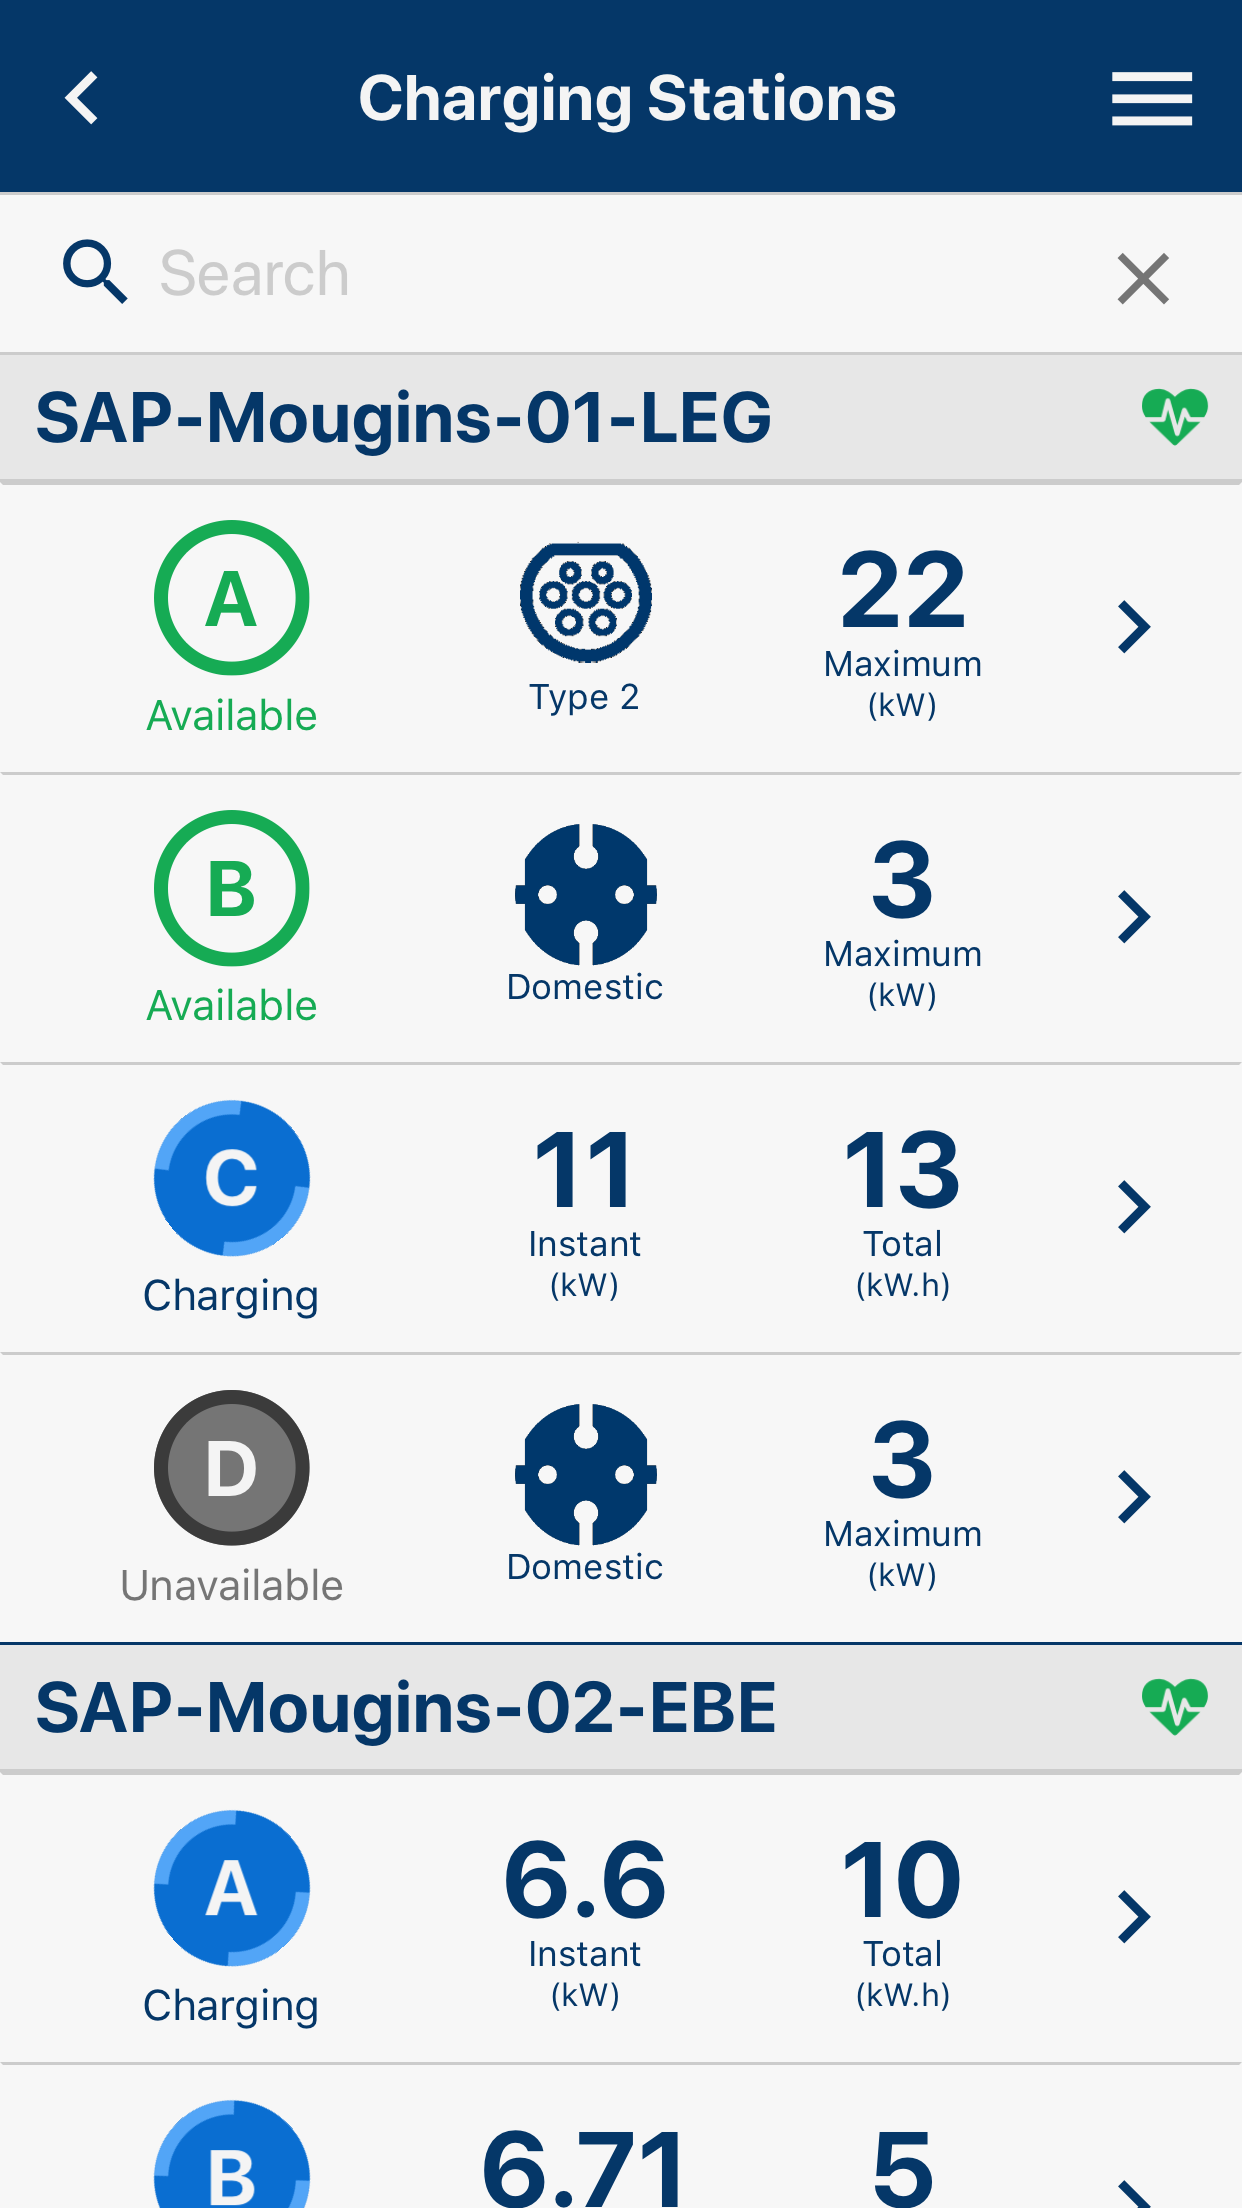 Charging Stations
Search
SAP-Mougins-01-LEG
A
22
Maximum
(kW)
Type 2
Available
B
3
Maximum
(kW)
Domestic
Available
C
11
13
Instant
Total
(kW)
(kW.h)
Charging
D
3
Maximum
(kW)
Domestic
Unavailable
SAP-Mougins-02-EBE
A
6.6
10
Instant
Total
(kW)
(kW.h)
Charging
B
6.71
5